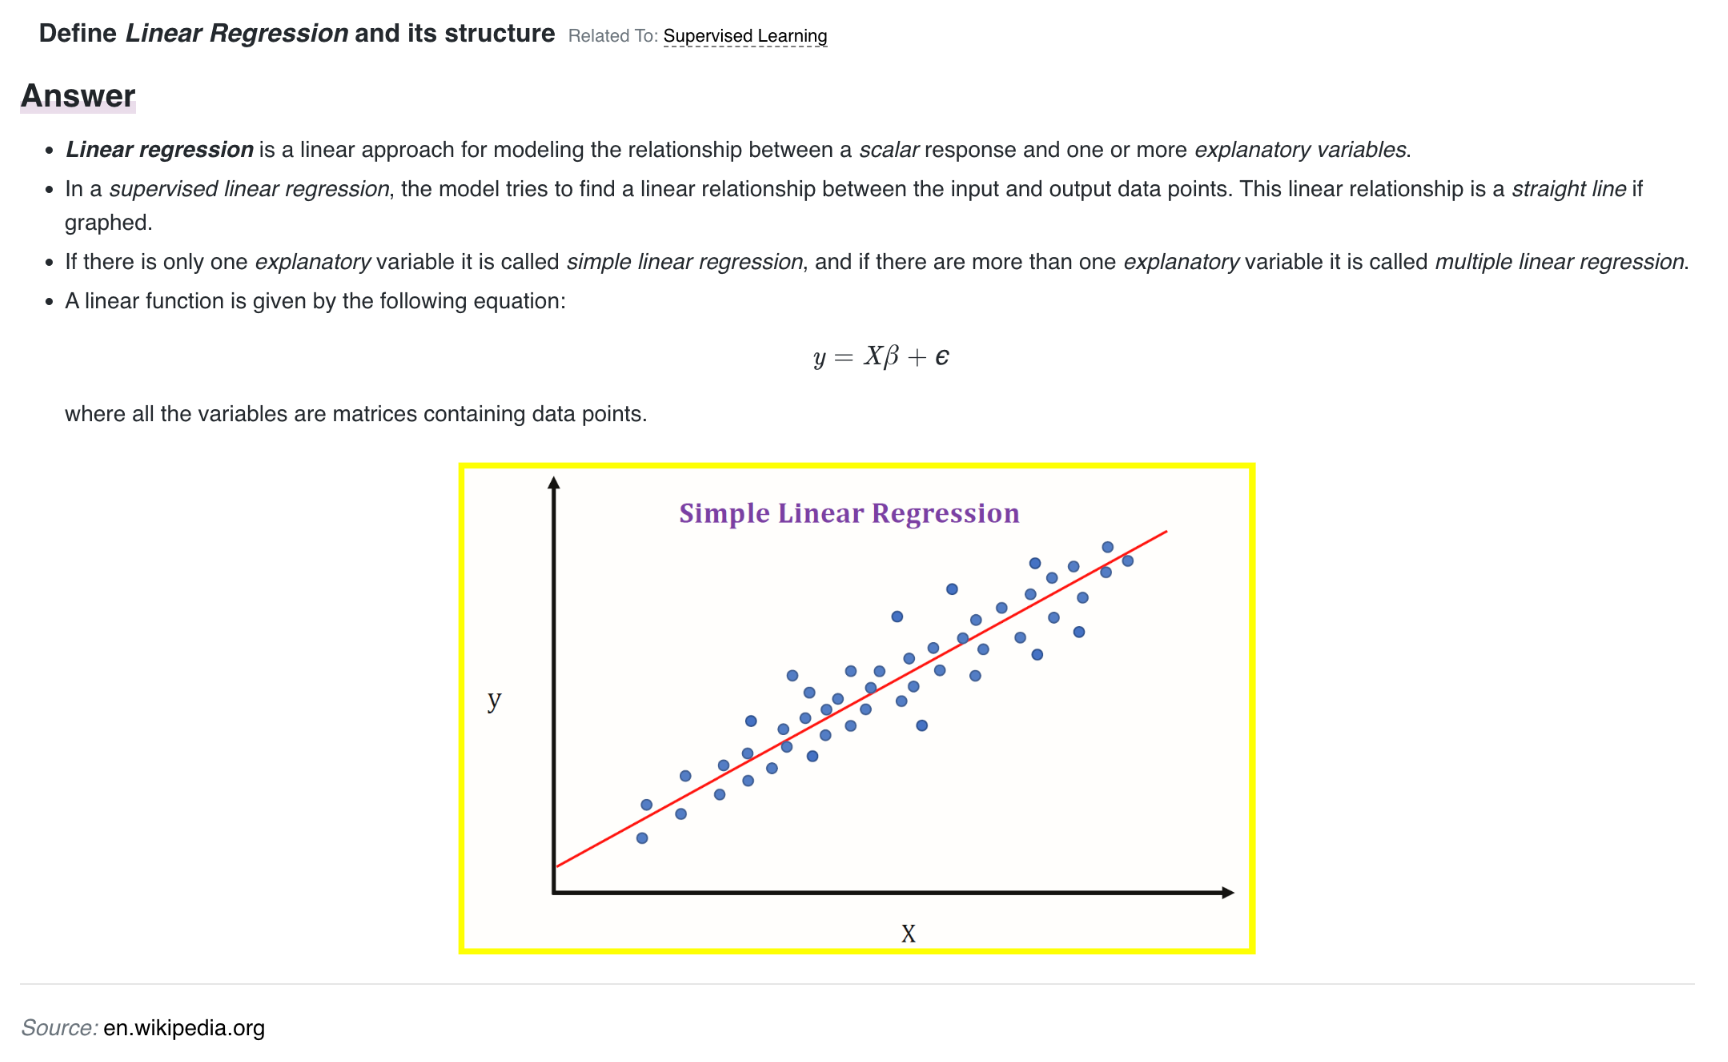 Define Linear Regression and its structure Related To: Supervised Learning
Answer
• Linear regression is a linear approach for modeling the relationship between a scalar response and one or more explanatory variables.
• In a supervised linear regression, the model tries to find a linear relationship between the input and output data points. This linear relationship is a straight line if
graphed.
• If there is only one explanatory variable it is called simple linear regression, and if there are more than one explanatory variable it is called multiple linear regression.
• A linear function is given by the following equation:
y = Xβ + ϵ
where all the variables are matrices containing data points.
Simple Linear Regression
y
X
Source: en.wikipedia.org